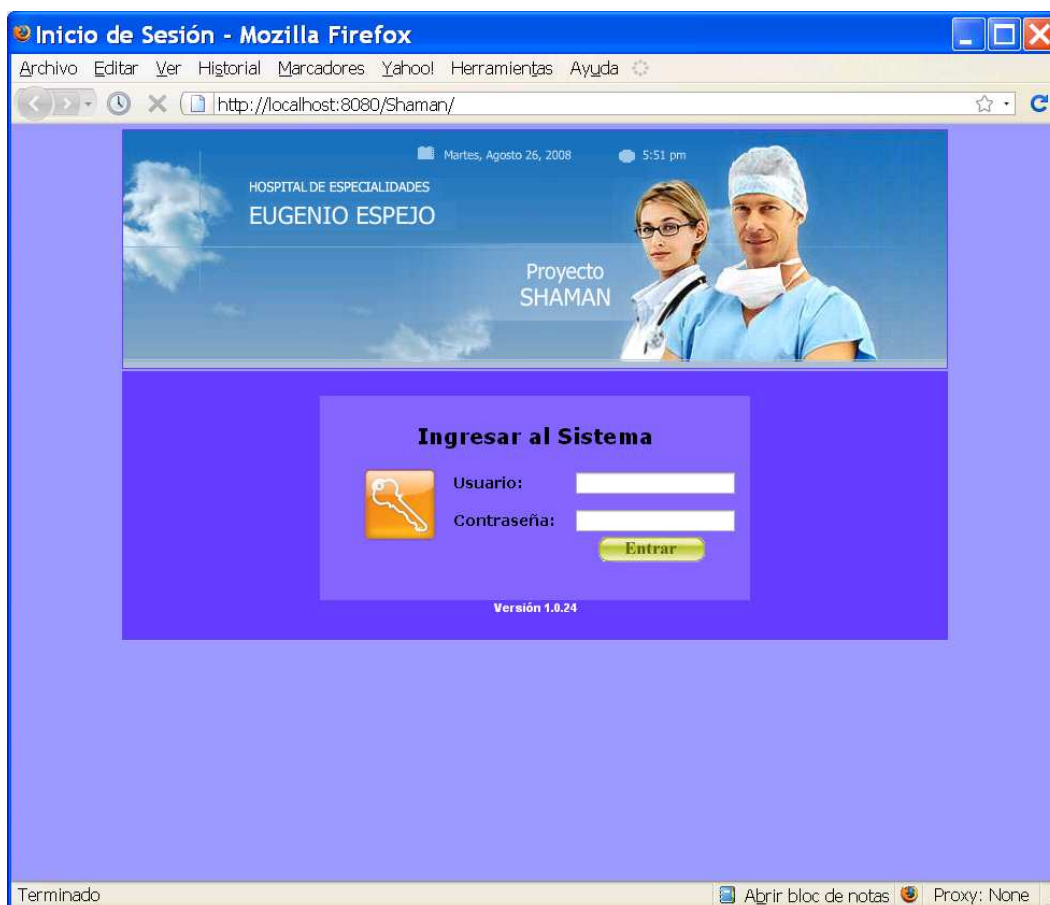 Inicio de Sesión - Mozilla Firefox
Archivo Editar Ver Historial Marcadores Yahoo! Herramientas Ayuda
http://localhost:8080/Shaman/
Martes, Agosto 26, 2008 5:51 pm
HOSPITAL DE ESPECIALIDADES
EUGENIO ESPEJO
Proyecto
SHAMAN
Ingresar al Sistema
Usuario:
Contraseña:
Entrar
Versión 1.0.24
Terminado Abrir bloc de notas Proxy: None